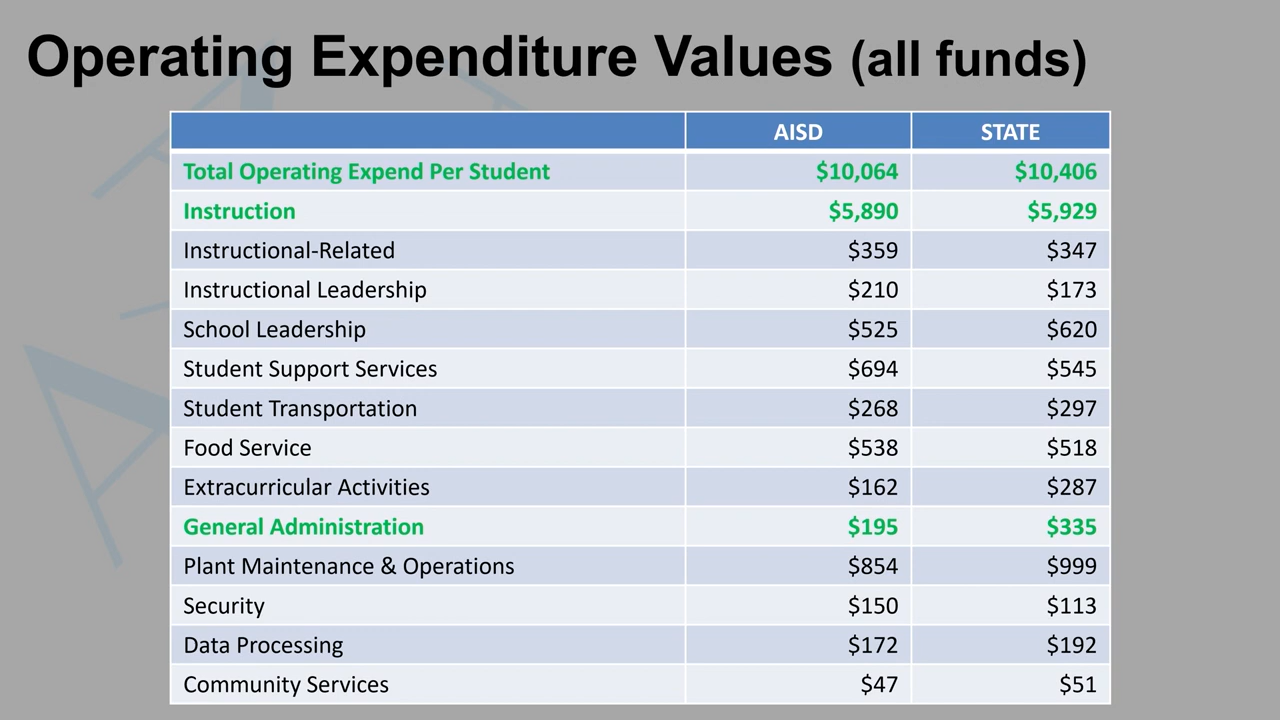 Operating Expenditure Values (all funds)
AISD STATE
Total Operating Expend Per Student $10,064 $10,406
Instruction $5,890 $5,929
Instructional-Related $359 $347
Instructional Leadership $210 $173
School Leadership $525 $620
Student Support Services $694 $545
Student Transportation $268 $297
Food Service $538 $518
Extracurricular Activities $162 $287
General Administration $195 $335
Plant Maintenance & Operations $854 $999
Security $150 $113
Data Processing $172 $192
Community Services $47 $51